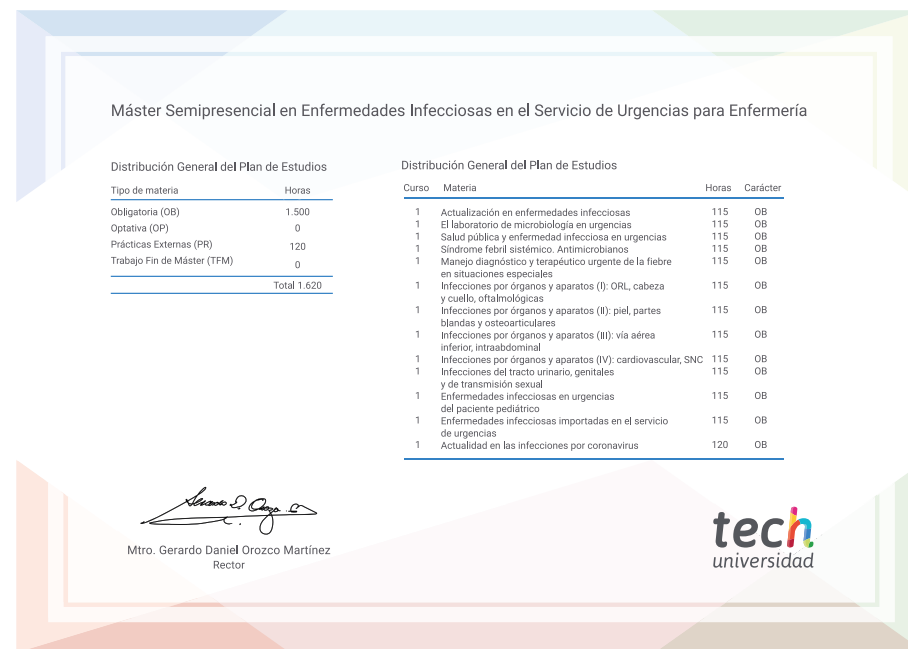 Máster Semipresencial en Enfermedades Infecciosas en el Servicio de Urgencias para Enfermería
Distribución General del Plan de Estudios
Tipo de materia Horas
Obligatoria (OB) 1.500
Optativa (OP) 0
Prácticas Externas (PR) 120
Trabajo Fin de Máster (TFM) 0
Total 1.620
Distribución General del Plan de Estudios
Curso Materia Horas Carácter
1 Actualización en enfermedades infecciosas 115 OB
1 El laboratorio de microbiología en urgencias 115 OB
1 Salud pública y enfermedad infecciosa en urgencias 115 OB
1 Síndrome febril sistémico. Antimicrobianos 115 OB
1 Manejo diagnóstico y terapéutico urgente de la fiebre 115 OB
en situaciones especiales
1 Infecciones por órganos y aparatos (I): ORL, cabeza 115 OB
y cuello, oftalmológicas
1 Infecciones por órganos y aparatos (II): piel, partes 115 OB
blandas y osteoarticulares
1 Infecciones por órganos y aparatos (III): vía aérea 115 OB
inferior, intraabdominal
1 Infecciones por órganos y aparatos (IV): cardiovascular, SNC 115 OB
1 Infecciones del tracto urinario, genitales 115 OB
y de transmisión sexual
1 Enfermedades infecciosas en urgencias 115 OB
del paciente pediátrico
1 Enfermedades infecciosas importadas en el servicio 115 OB
de urgencias
1 Actualidad en las infecciones por coronavirus 120 OB
Mtro. Gerardo Daniel Orozco Martínez
Rector
tech
universidad